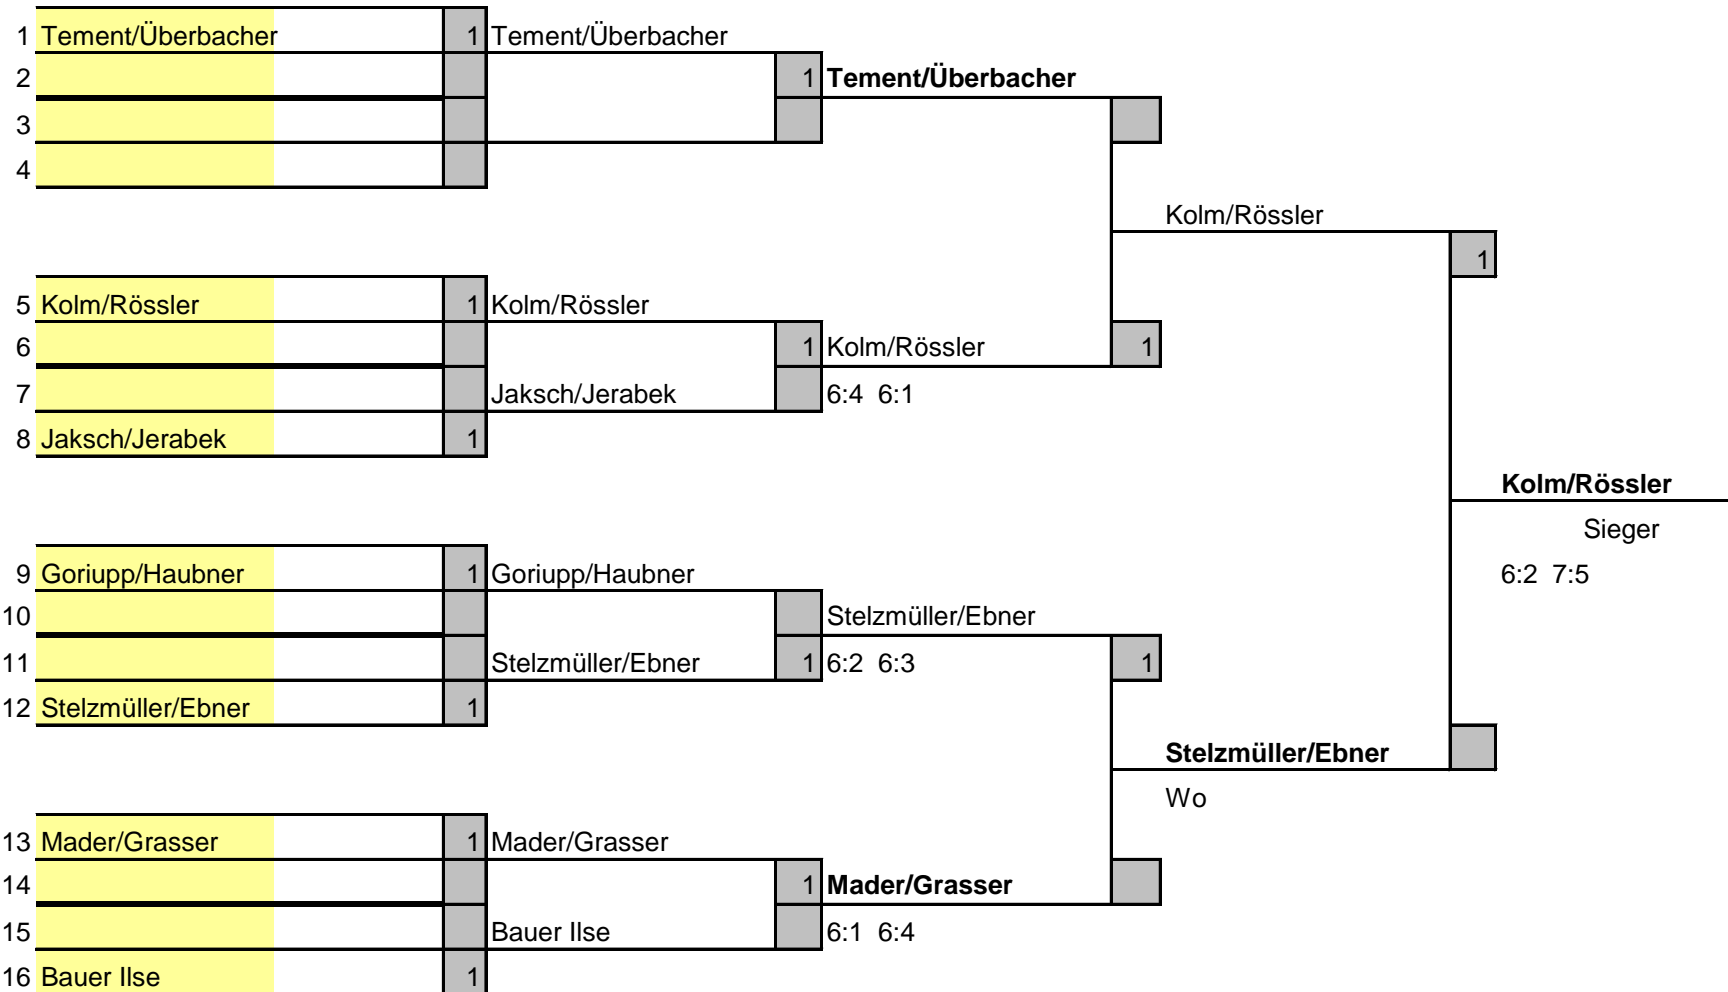 1 Tement/Überbacher 1 Tement/Überbacher
2 1 Tement/Überbacher
3
4
Kolm/Rössler
1
5 Kolm/Rössler 1 Kolm/Rössler
6 1 Kolm/Rössler 1
7 Jaksch/Jerabek 6:4 6:1
8 Jaksch/Jerabek 1
Kolm/Rössler
Sieger
9 Goriupp/Haubner 1 Goriupp/Haubner 6:2 7:5
10 Stelzmüller/Ebner
11 Stelzmüller/Ebner 1 6:2 6:3 1
12 Stelzmüller/Ebner 1
Stelzmüller/Ebner
Wo
13 Mader/Grasser 1 Mader/Grasser
14 1 Mader/Grasser
15 Bauer Ilse 6:1 6:4
16 Bauer Ilse 1